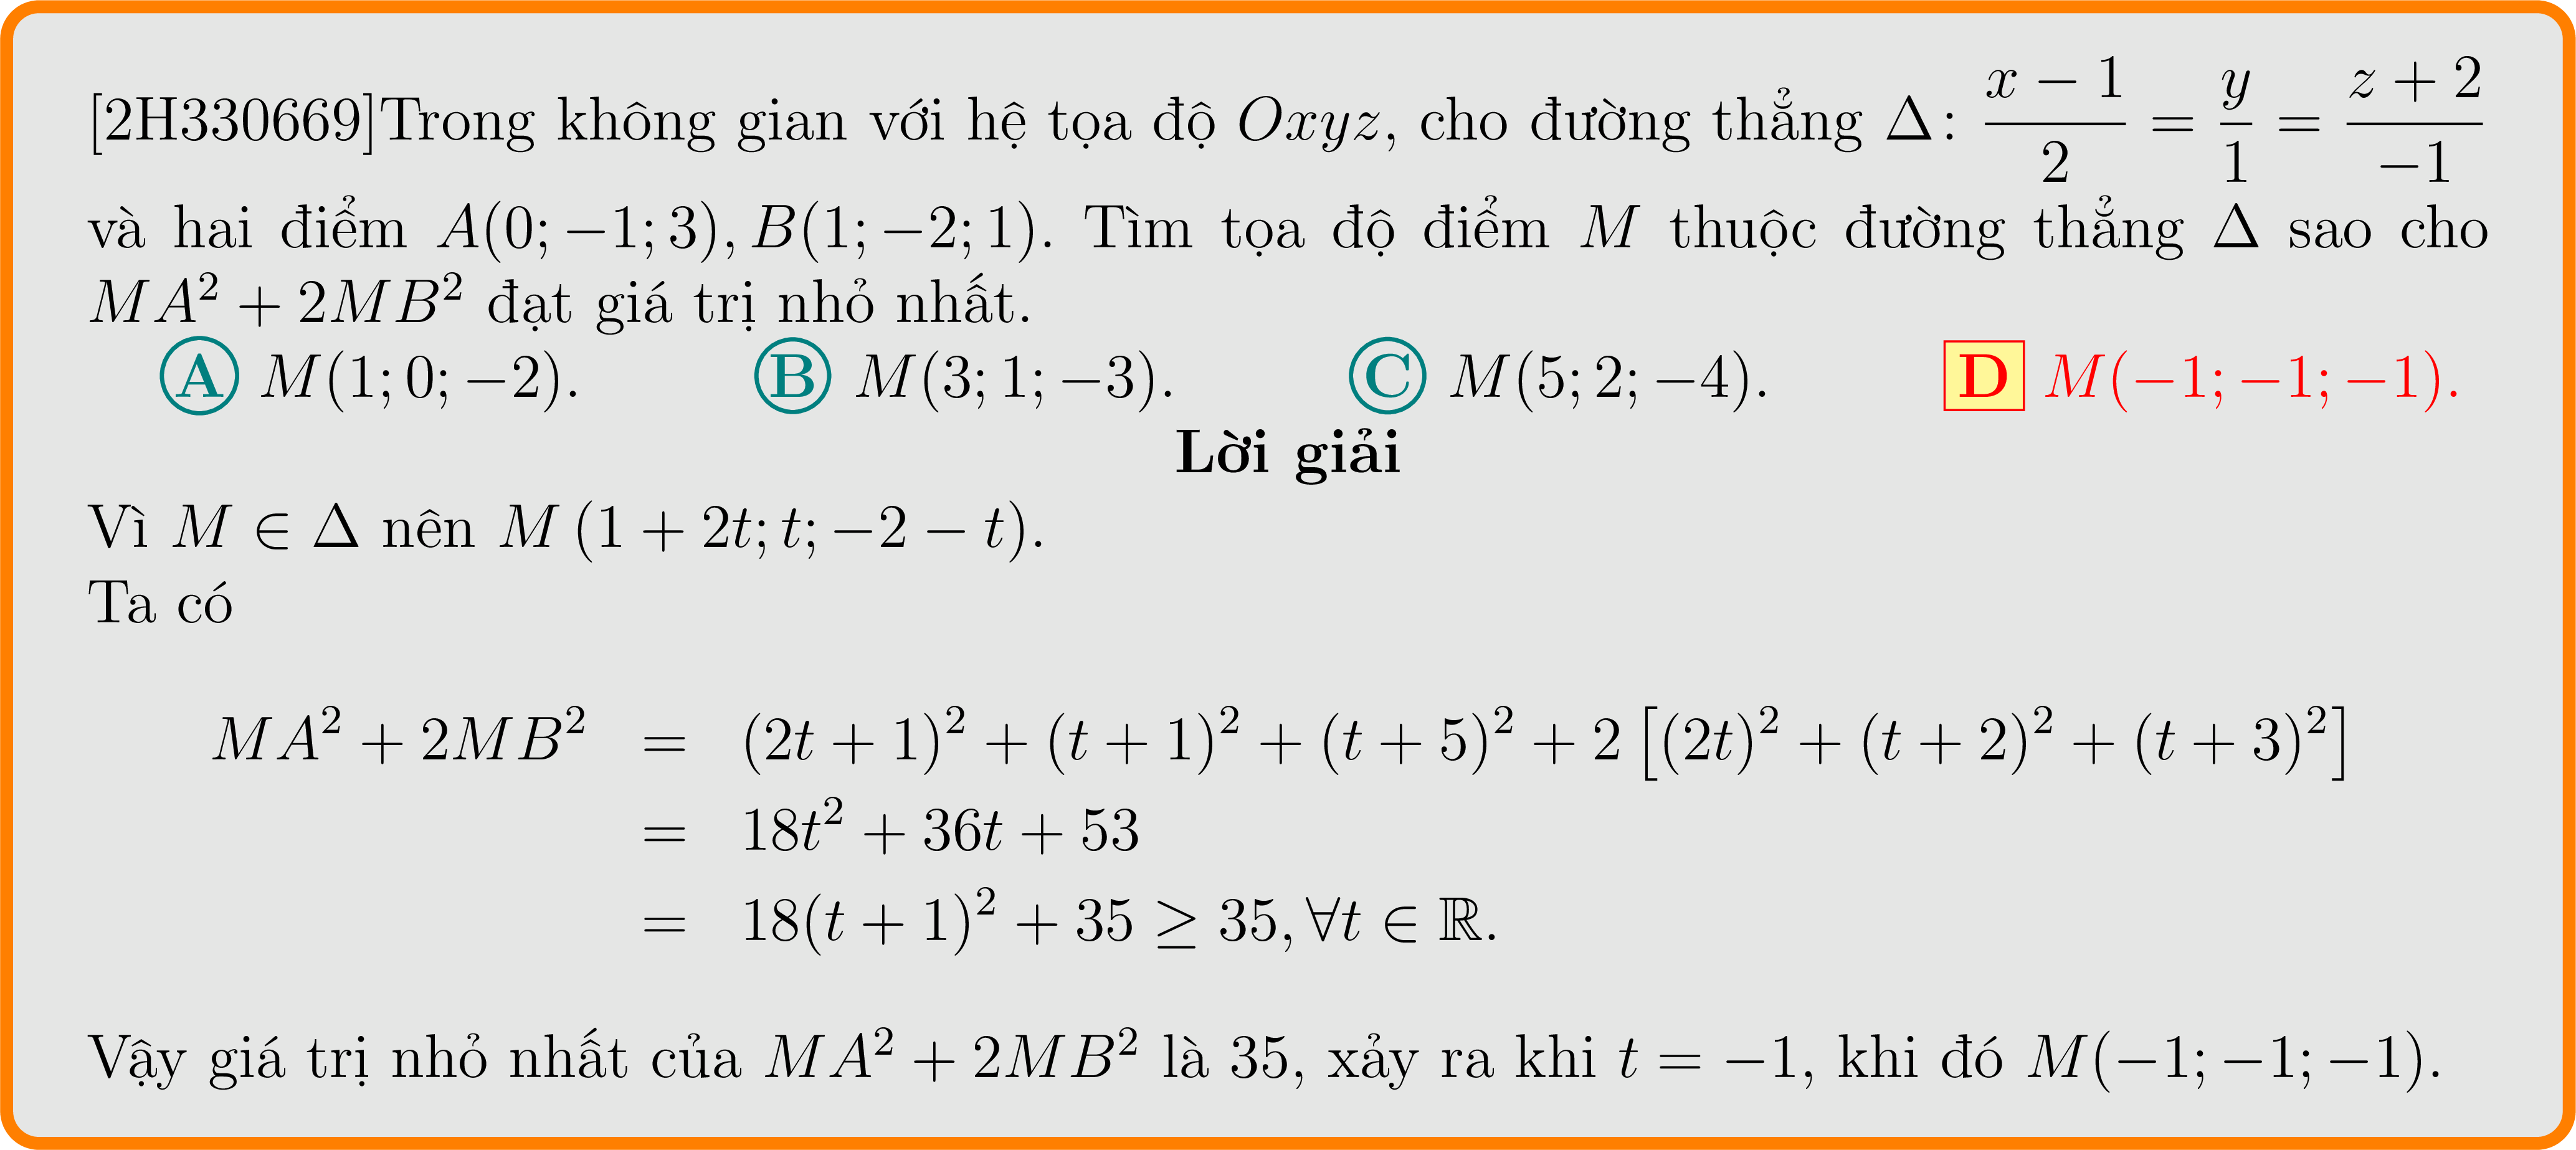 [2H330669]Trong không gian với hệ tọa độ $Oxyz$, cho đường thẳng $\Delta: \dfrac{x-1}{2} = \dfrac{y}{1} = \dfrac{z+2}{-1}$
và hai điểm $A(0;-1;3), B(1;-2;1)$. Tìm tọa độ điểm $M$ thuộc đường thẳng $\Delta$ sao cho
$MA^2 + 2MB^2$ đạt giá trị nhỏ nhất.
A $M(1;0;-2)$. B $M(3;1;-3)$. C $M(5;2;-4)$. D $M(-1;-1;-1)$.
Lời giải
Vì $M \in \Delta$ nên $M(1+2t;t;-2-t)$.
Ta có
$MA^2 + 2MB^2 = (2t+1)^2 + (t+1)^2 + (t+5)^2 + 2\left[(2t)^2 + (t+2)^2 + (t+3)^2\right]$
$= 18t^2 + 36t + 53$
$= 18(t+1)^2 + 35 \geq 35, \forall t \in \mathbb{R}.$
Vậy giá trị nhỏ nhất của $MA^2 + 2MB^2$ là 35, xảy ra khi $t = -1$, khi đó $M(-1;-1;-1)$.